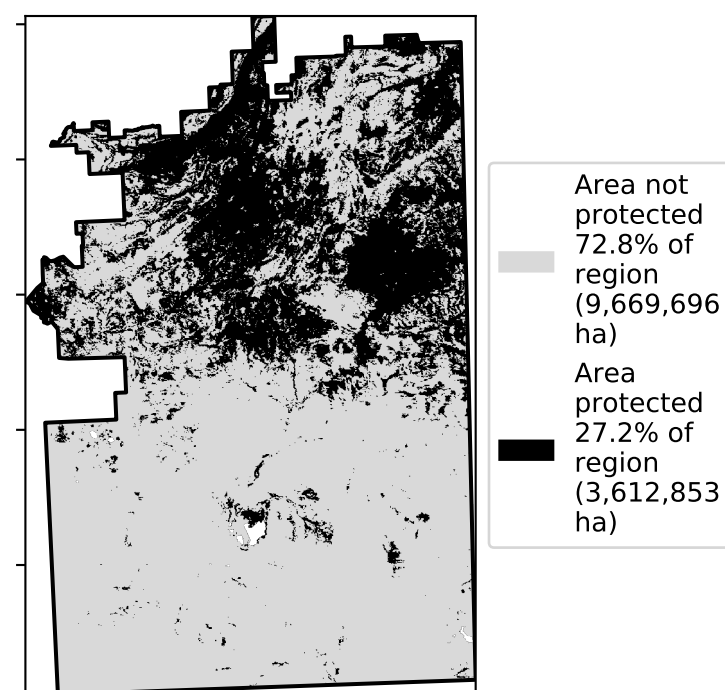 Area not
protected
72.8% of
region
(9,669,696
ha)
Area
protected
27.2% of
region
(3,612,853
ha)